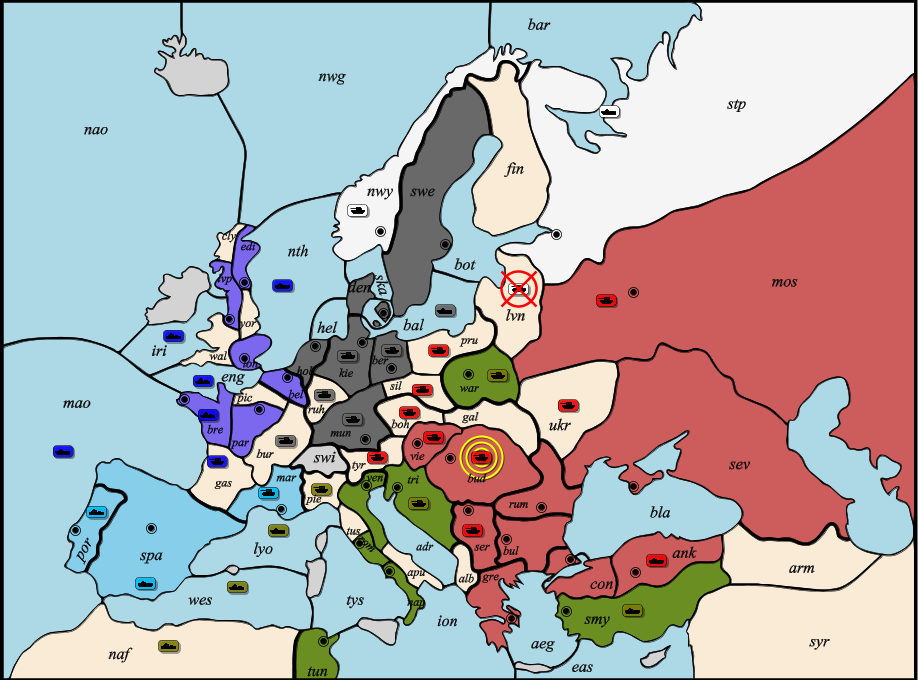 bar
nwg
stp
nao
fin
nwy
swe
cly
edi
nth
bot
mos
lvp
den
ska
lvn
yor
hel
bal
iri
wal
lon
pru
eng
hol
kie
ber
war
mao
pic
bel
ruh
sil
bre
par
mun
boh
gal
ukr
bur
swi
tyr
vie
bud
sev
gas
mar
pie
ven
tri
rum
bla
por
spa
lyo
tus
rom
adr
ser
bul
ank
apu
alb
gre
con
arm
wes
tys
nap
ion
smy
naf
tun
aeg
eas
syr